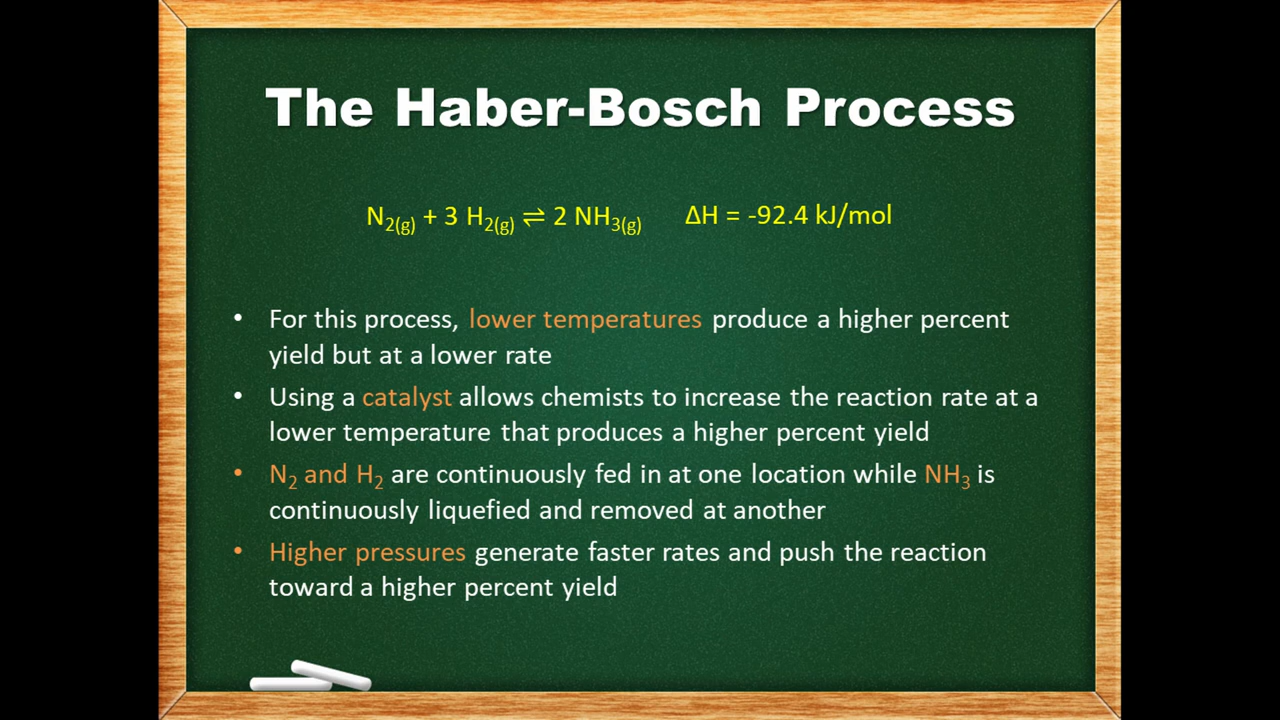 The Haber-Bosch Process
N₂₍g₎ + 3 H₂₍g₎ ⇌ 2 NH₃₍g₎ ΔH = -92.4 kJ/mol
• For this process, lower temperatures produce a higher percent
yield but at a lower rate
• Using a catalyst allows chemists to increase the reaction rate at a
lower temperature that produces a higher percent yield
• N₂ and H₂ are continuously fed in at one location while NH₃ is
continuously liquefied and removed at another
• Higher pressures generate faster rates and push the reaction
toward a higher percent yield